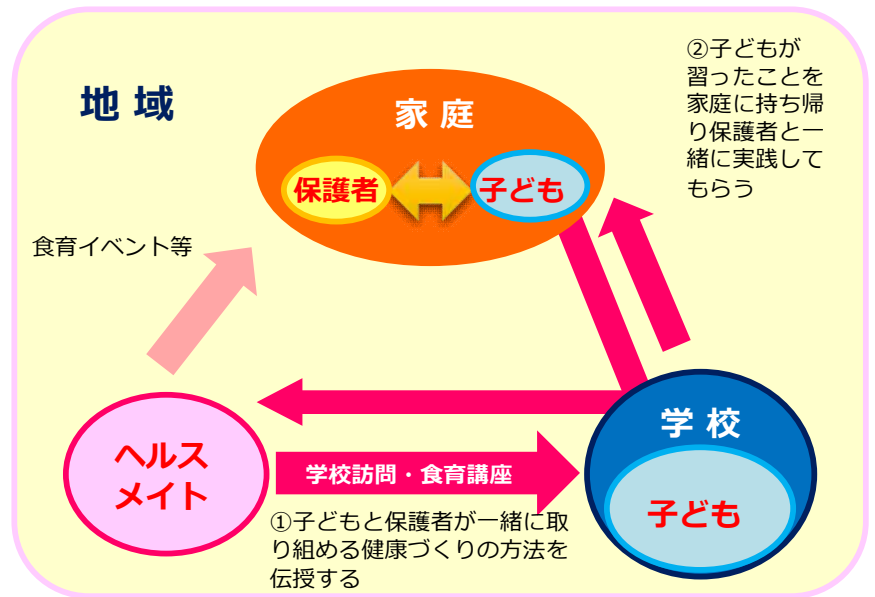 地 域
家 庭
保護者
子ども
②子どもが
習ったことを
家庭に持ち帰
り保護者と一
緒に実践して
もらう
食育イベント等
ヘルス
メイト
学校訪問・食育講座
学 校
子ども
①子どもと保護者が一緒に取
り組める健康づくりの方法を
伝授する